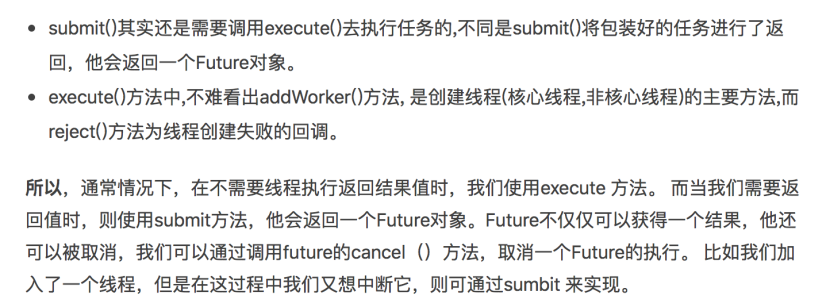 submit()其实还是需要调用execute()去执行任务的,不同是submit()将包装好的任务进行了返
回，他会返回一个Future对象。
execute()方法中,不难看出addWorker()方法, 是创建线程(核心线程,非核心线程)的主要方法,而
reject()方法为线程创建失败的回调。
所以，通常情况下，在不需要线程执行返回结果值时，我们使用execute 方法。 而当我们需要返
回值时，则使用submit方法，他会返回一个Future对象。Future不仅仅可以获得一个结果，他还
可以被取消，我们可以通过调用future的cancel（）方法，取消一个Future的执行。 比如我们加
入了一个线程，但是在这过程中我们又想中断它，则可通过sumbit 来实现。